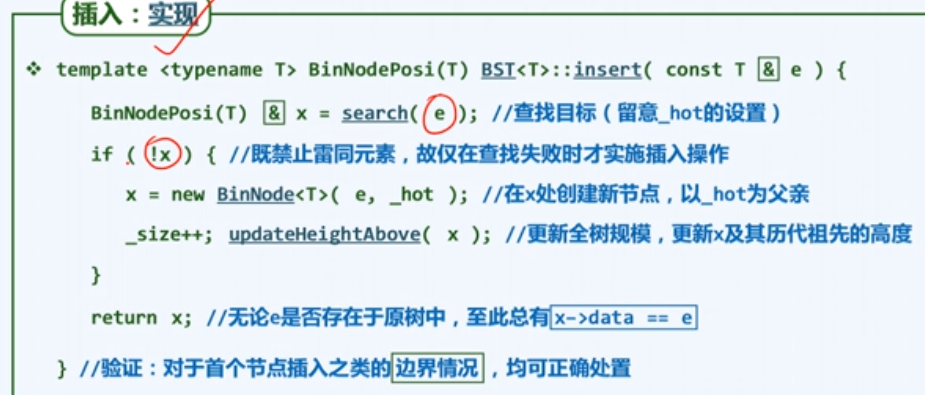 插入：实现
❖ template <typename T> BinNodePosi(T) BST<T>::insert( const T & e ) {
BinNodePosi(T) & x = search( e ); //查找目标（留意_hot的设置）
if ( !x ) { //既禁止雷同元素，故仅在查找失败时才实施插入操作
x = new BinNode<T>( e, _hot ); //在x处创建新节点，以_hot为父亲
_size++; updateHeightAbove( x ); //更新全树规模，更新x及其历代祖先的高度
}
return x; //无论e是否存在于原树中，至此总有x->data == e
} //验证：对于首个节点插入之类的边界情况，均可正确处置